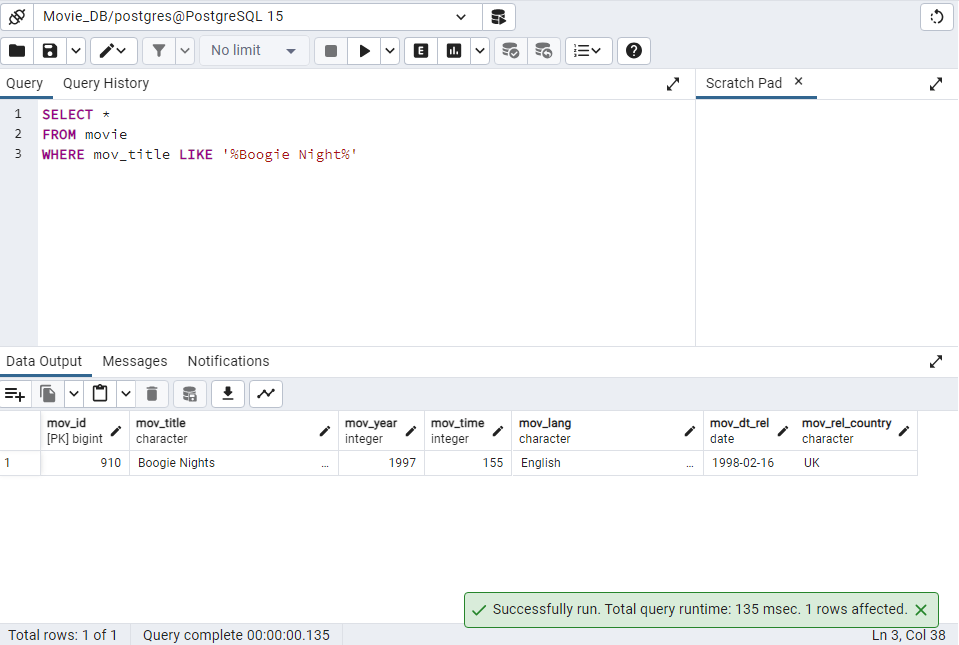 Movie_DB/postgres@PostgreSQL 15
No limit
E
Query Query History
Scratch Pad
1 SELECT *
2 FROM movie
3 WHERE mov_title LIKE '%Boogie Night%'
Data Output Messages Notifications
mov_id mov_title mov_year mov_time mov_lang mov_dt_rel mov_rel_country
[PK] bigint character integer integer character date character
1 910 Boogie Nights ... 1997 155 English ... 1998-02-16 UK
Successfully run. Total query runtime: 135 msec. 1 rows affected.
Total rows: 1 of 1 Query complete 00:00:00.135 Ln 3, Col 38